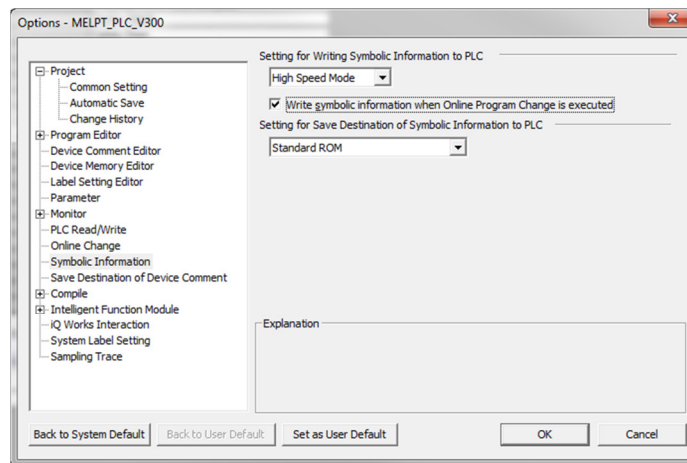 Options - MELPT_PLC_V300
Project
Common Setting
Automatic Save
Change History
Program Editor
Device Comment Editor
Device Memory Editor
Label Setting Editor
Parameter
Monitor
PLC Read/Write
Online Change
Symbolic Information
Save Destination of Device Comment
Compile
Intelligent Function Module
iQ Works Interaction
System Label Setting
Sampling Trace
Setting for Writing Symbolic Information to PLC
High Speed Mode
Write symbolic information when Online Program Change is executed
Setting for Save Destination of Symbolic Information to PLC
Standard ROM
Explanation
Back to System Default
Back to User Default
Set as User Default
OK
Cancel